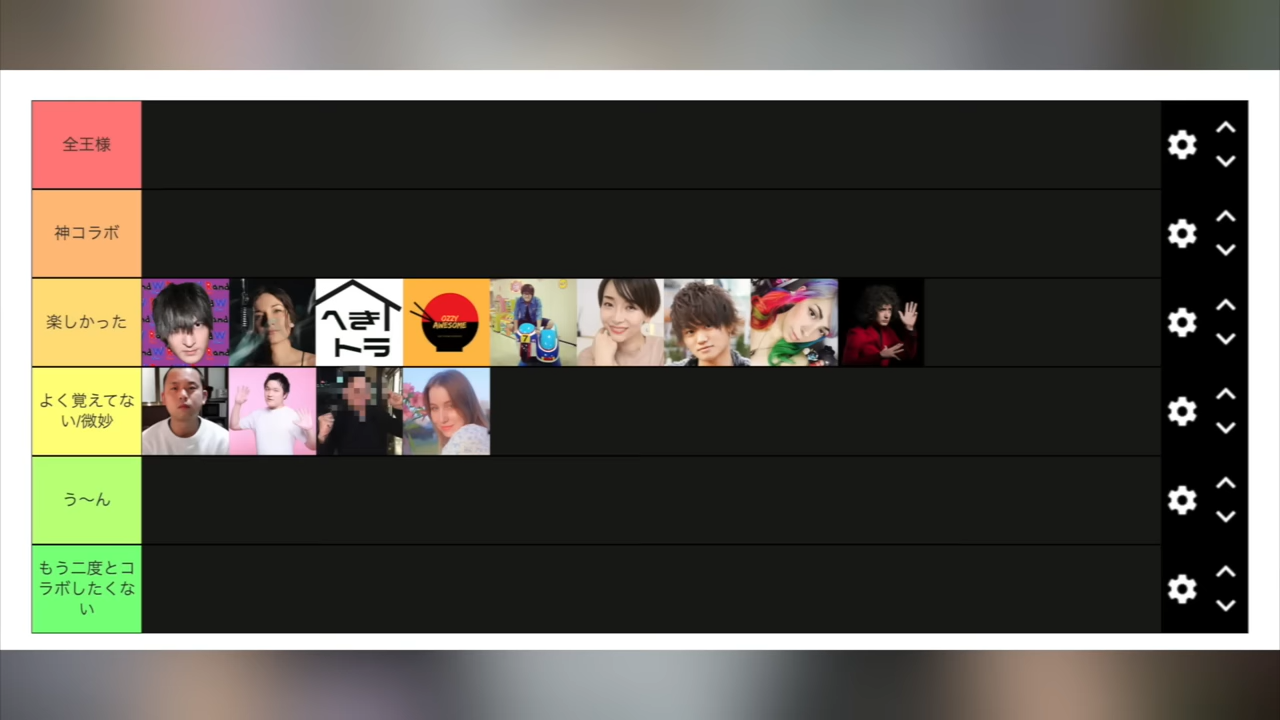 全王様
神コラボ
楽しかった
へき
トラ
OZZY
AWESOME
7
よく覚えてな
い/微妙
う〜ん
もう二度とコ
ラボしたくな
い